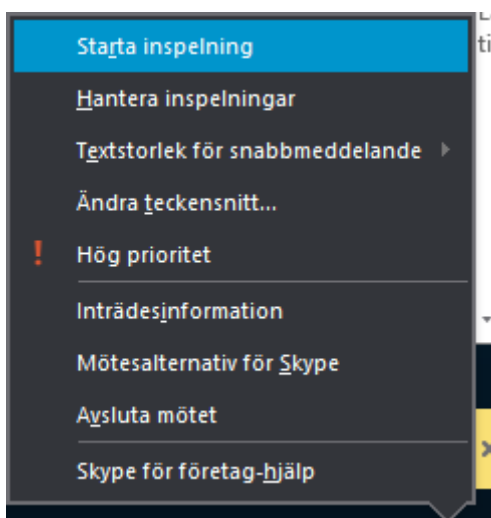 Starta inspelning
Hantera inspelningar
Textstorlek för snabbmeddelande
Ändra teckensnitt...
Hög prioritet
Inträdesinformation
Mötesalternativ för Skype
Avsluta mötet
Skype för företag-hjälp